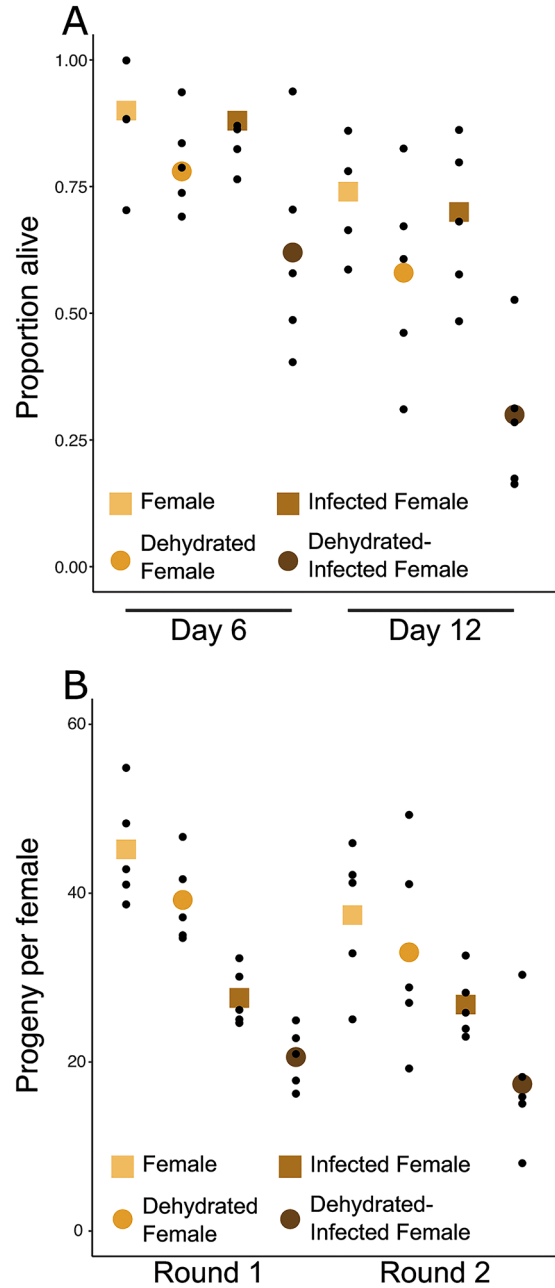 A
1.00
0.75
0.50
0.25
0.00
Proportion alive
Female
Infected Female
Dehydrated
Female
Dehydrated-
Infected Female
Day 6
Day 12
B
60
40
20
0
Progeny per female
Female
Infected Female
Dehydrated
Female
Dehydrated-
Infected Female
Round 1
Round 2